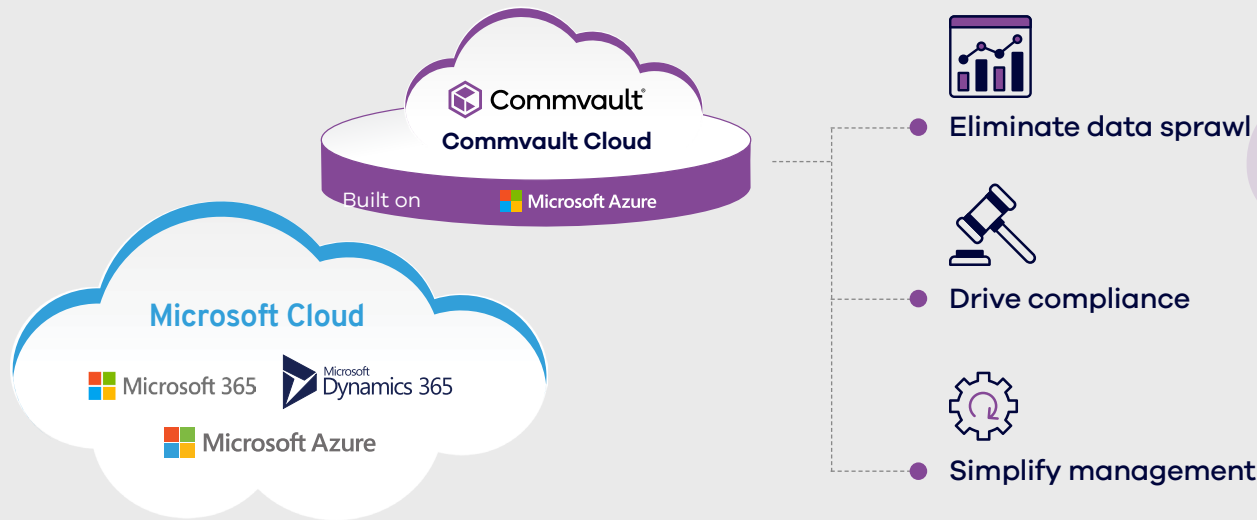 Commvault®
Commvault Cloud
Built on
Microsoft Azure
Microsoft Cloud
Microsoft 365
Microsoft
Dynamics 365
Microsoft Azure
Eliminate data sprawl
Drive compliance
Simplify management